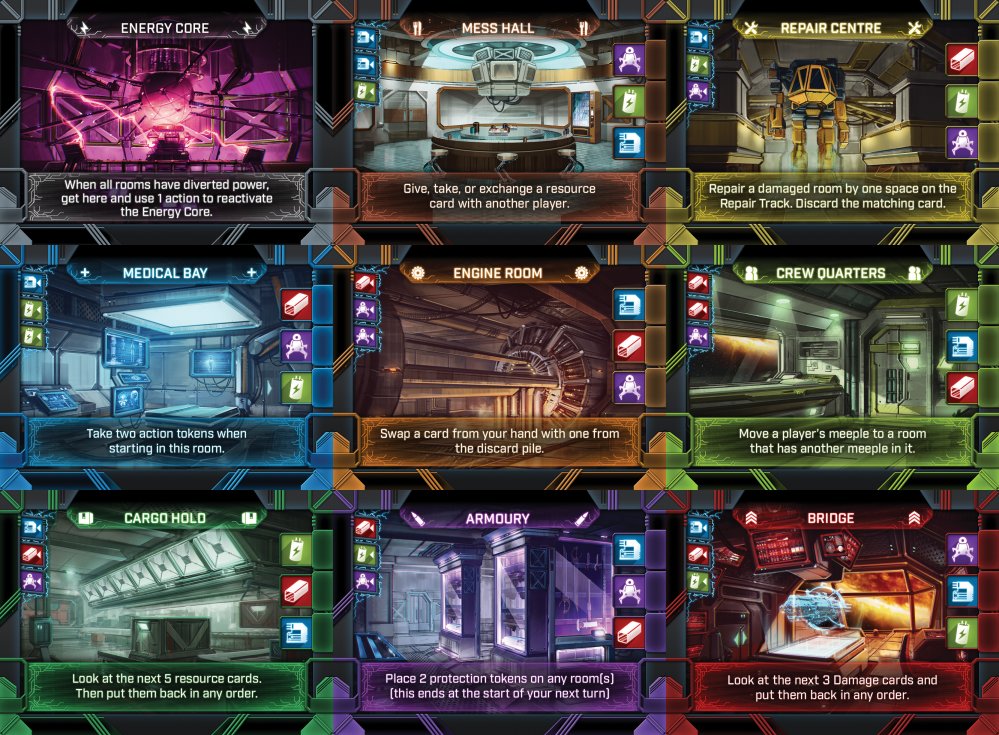 ENERGY CORE
When all rooms have diverted power,
get here and use 1 action to reactivate
the Energy Core.
MESS HALL
Give, take, or exchange a resource
card with another player.
REPAIR CENTRE
Repair a damaged room by one space on the
Repair Track. Discard the matching card.
MEDICAL BAY
Take two action tokens when
starting in this room.
ENGINE ROOM
Swap a card from your hand with one from
the discard pile.
CREW QUARTERS
Move a player's meeple to a room
that has another meeple in it.
CARGO HOLD
Look at the next 5 resource cards.
Then put them back in any order.
ARMOURY
Place 2 protection tokens on any room(s)
(this ends at the start of your next turn)
BRIDGE
Look at the next 3 Damage cards and
put them back in any order.